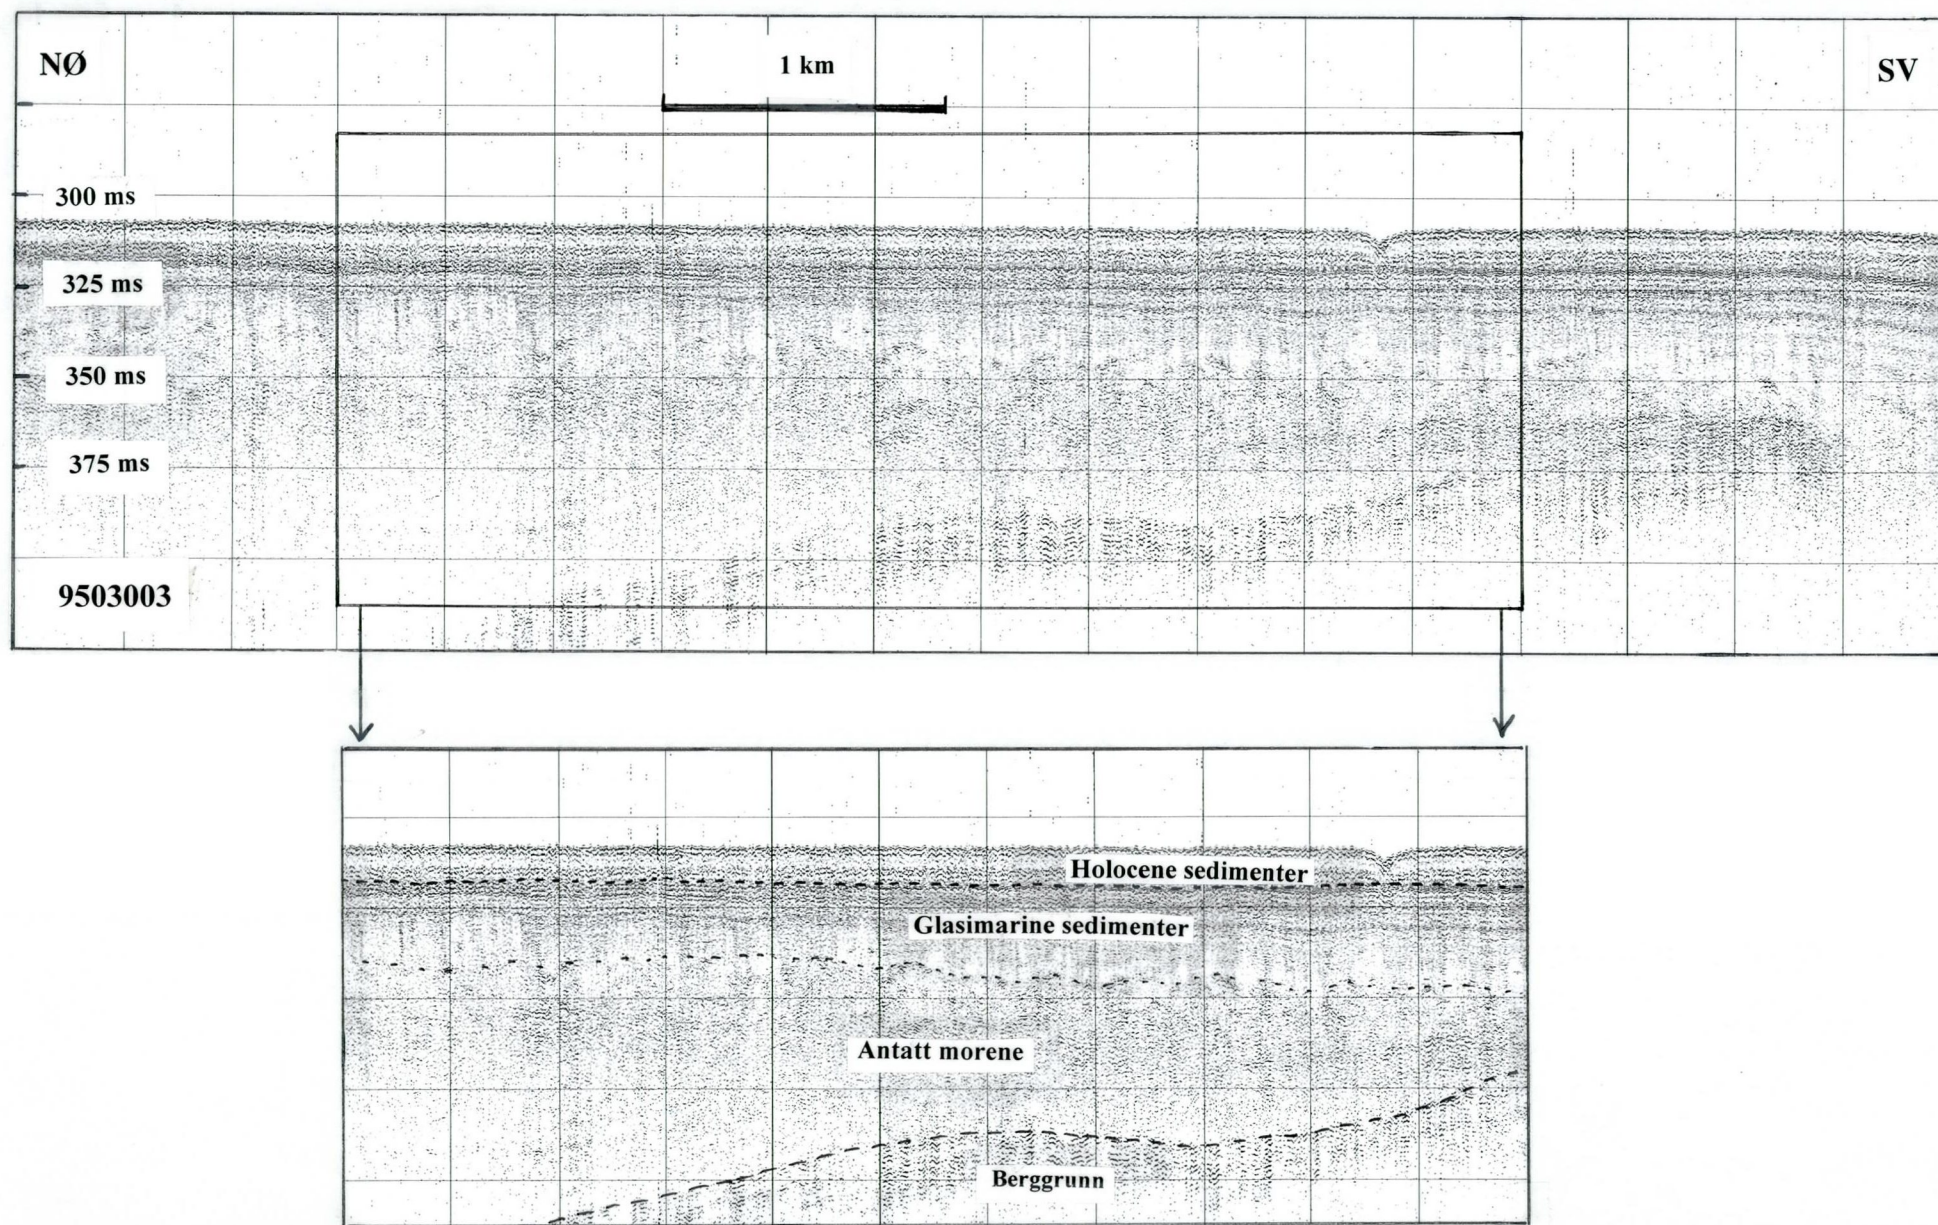 NØ
1 km
SV
300 ms
325 ms
350 ms
375 ms
9503003
Holocene sedimenter
Glasimarine sedimenter
Antatt morene
Berggrunn